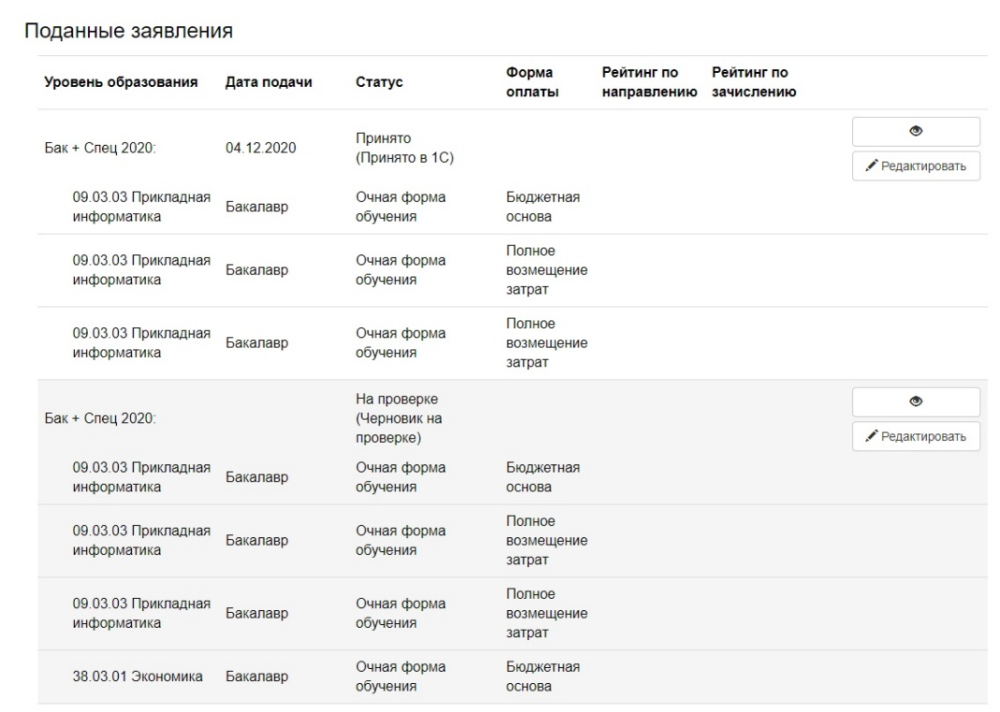 Поданные заявления
Уровень образования Дата подачи Статус Форма оплаты Рейтинг по направлению Рейтинг по зачислению
Бак + Спец 2020: 04.12.2020 Принято (Принято в 1С)
Редактировать
09.03.03 Прикладная информатика Бакалавр Очная форма обучения Бюджетная основа
09.03.03 Прикладная информатика Бакалавр Очная форма обучения Полное возмещение затрат
09.03.03 Прикладная информатика Бакалавр Очная форма обучения Полное возмещение затрат
Бак + Спец 2020: На проверке (Черновик на проверке)
Редактировать
09.03.03 Прикладная информатика Бакалавр Очная форма обучения Бюджетная основа
09.03.03 Прикладная информатика Бакалавр Очная форма обучения Полное возмещение затрат
09.03.03 Прикладная информатика Бакалавр Очная форма обучения Полное возмещение затрат
38.03.01 Экономика Бакалавр Очная форма обучения Бюджетная основа